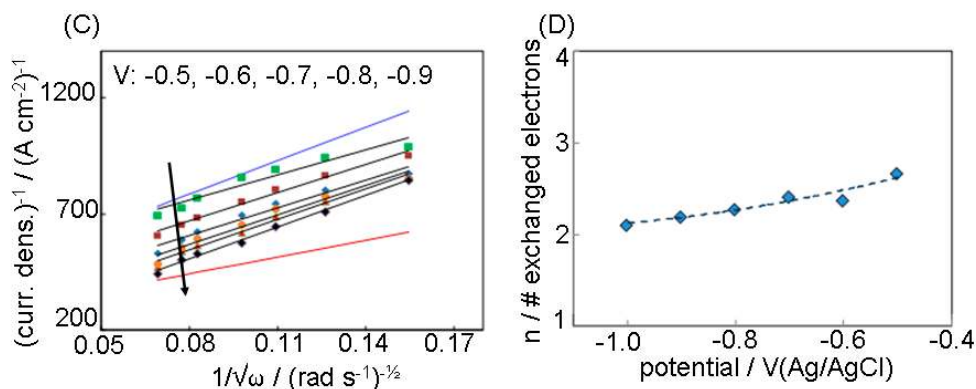 (C)
V: -0.5, -0.6, -0.7, -0.8, -0.9
(curr. dens.)⁻¹ / (A cm⁻²)⁻¹
1200
700
200
0.05 0.08 0.11 0.14 0.17
1/√ω / (rad s⁻¹)⁻½
(D)
n / # exchanged electrons
4
3
2
1
-1.0 -0.8 -0.6 -0.4
potential / V(Ag/AgCl)